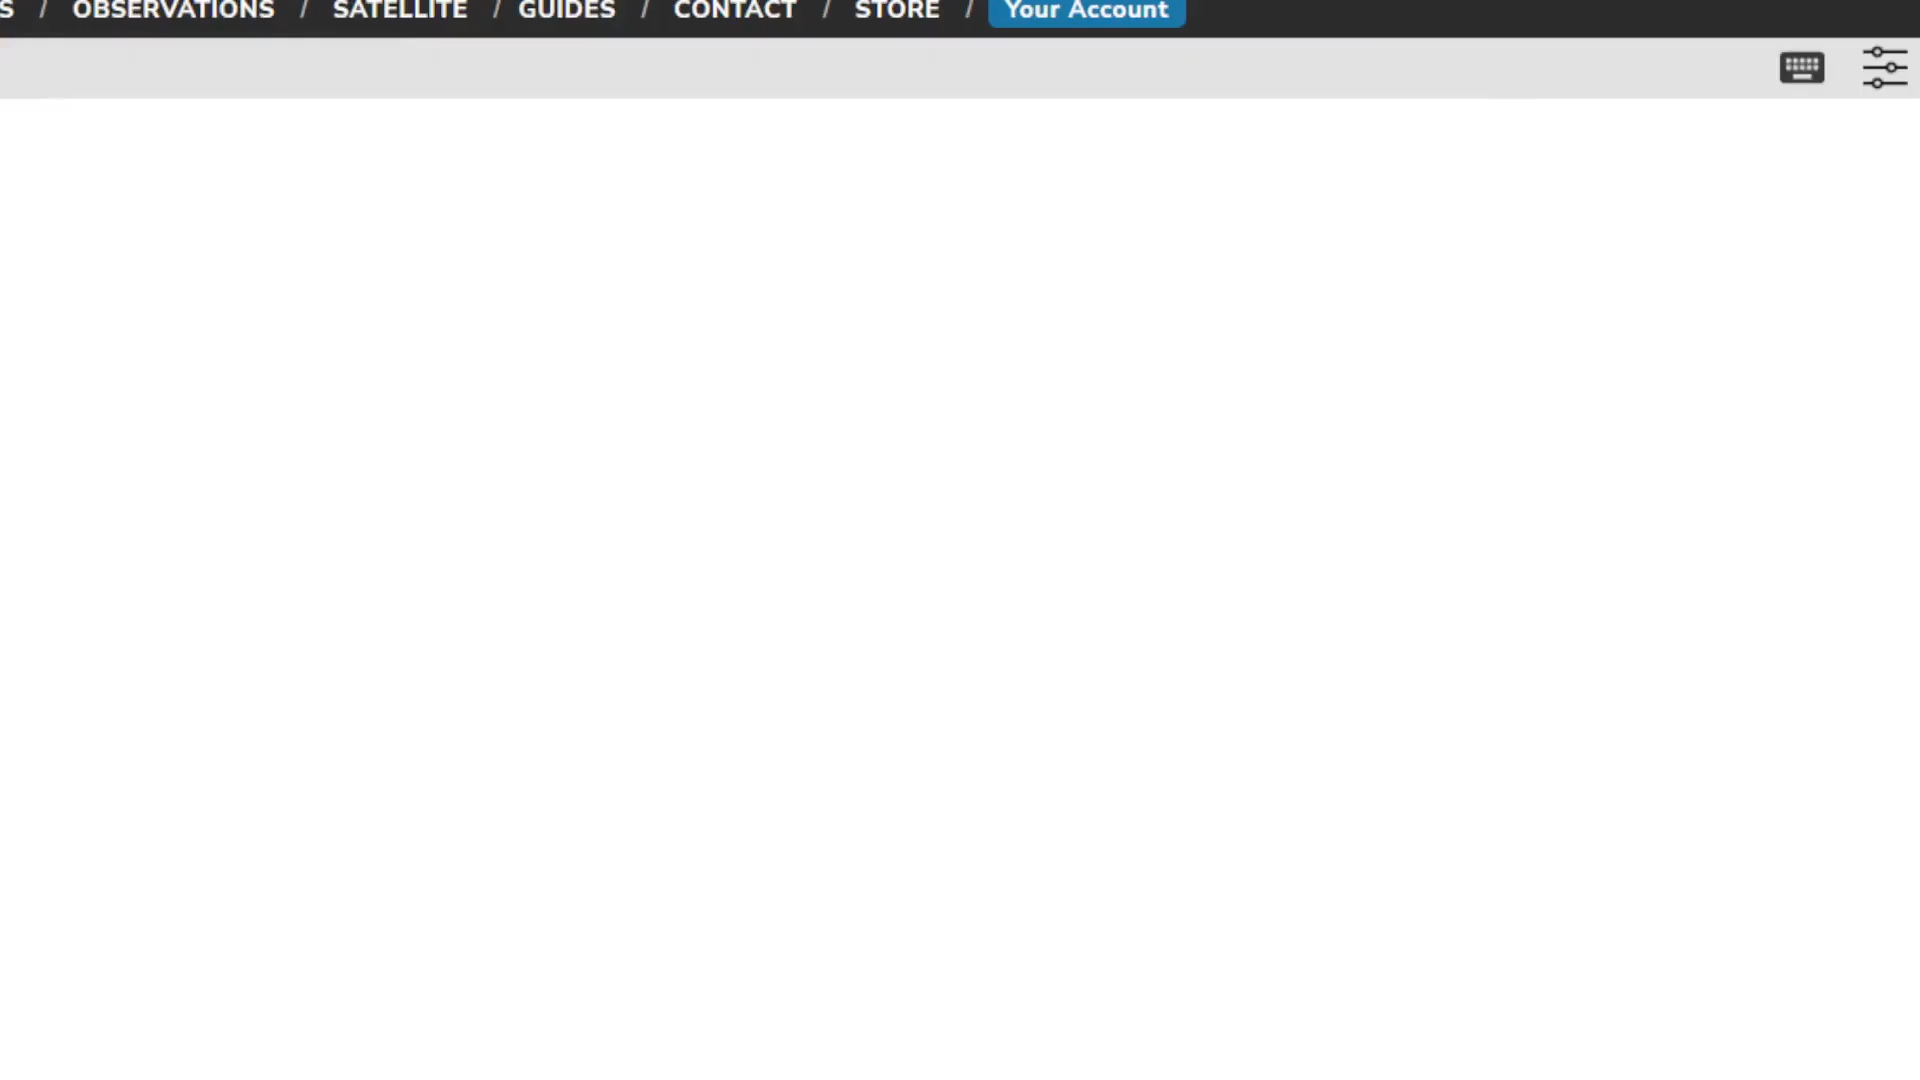 S / OBSERVATIONS / SATELLITE / GUIDES / CONTACT / STORE / Your Account